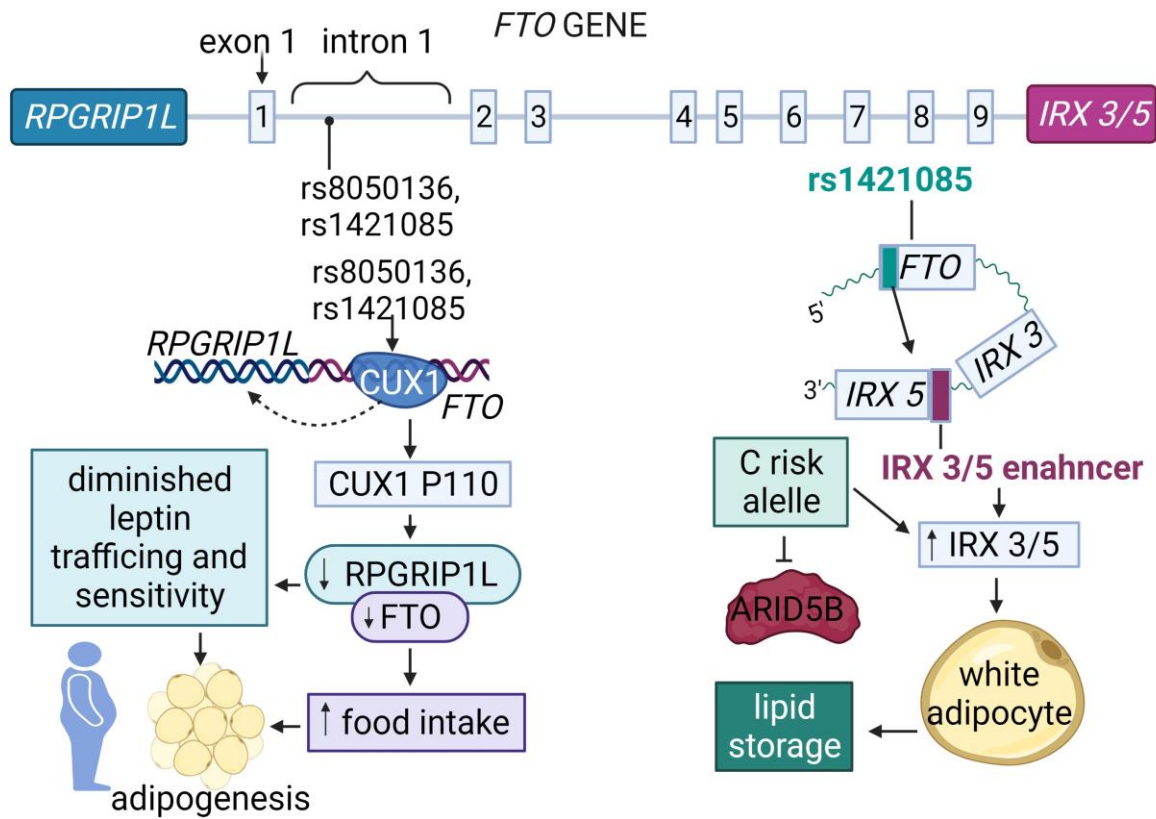 FTO GENE
exon 1
intron 1
RPGRIP1L
1
2
3
4
5
6
7
8
9
IRX 3/5
rs8050136,
rs1421085
rs8050136,
rs1421085
RPGRIP1L
CUX1
FTO
CUX1 P110
↓ RPGRIP1L
↓ FTO
↑ food intake
diminished
leptin
trafficing and
sensitivity
adipogenesis
rs1421085
FTO
5'
IRX 3
3'
IRX 5
IRX 3/5 enahncer
C risk
alelle
↑ IRX 3/5
ARID5B
white
adipocyte
lipid
storage